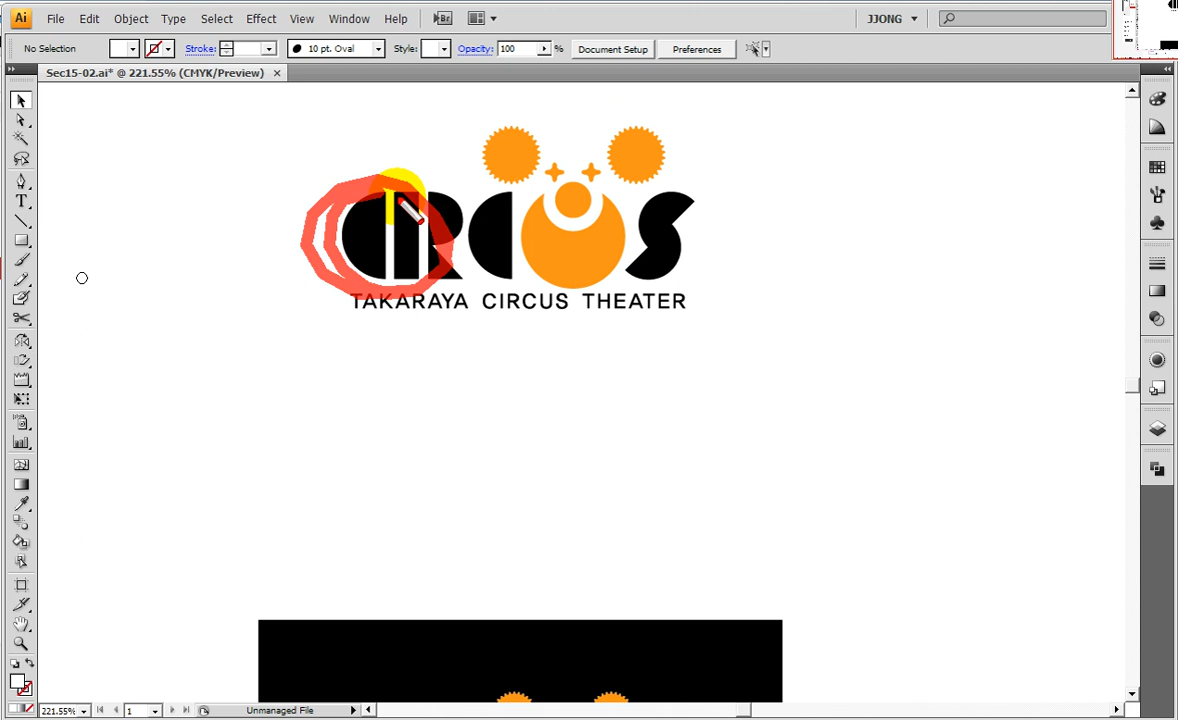 Ai File Edit Object Type Select Effect View Window Help Br JJONG
No Selection Stroke: 10 pt. Oval Style: Opacity: 100 % Document Setup Preferences
Sec15-02.ai* @ 221.55% (CMYK/Preview) ×
CIRCUS
TAKARAYA CIRCUS THEATER
221.55% 1 Unmanaged File